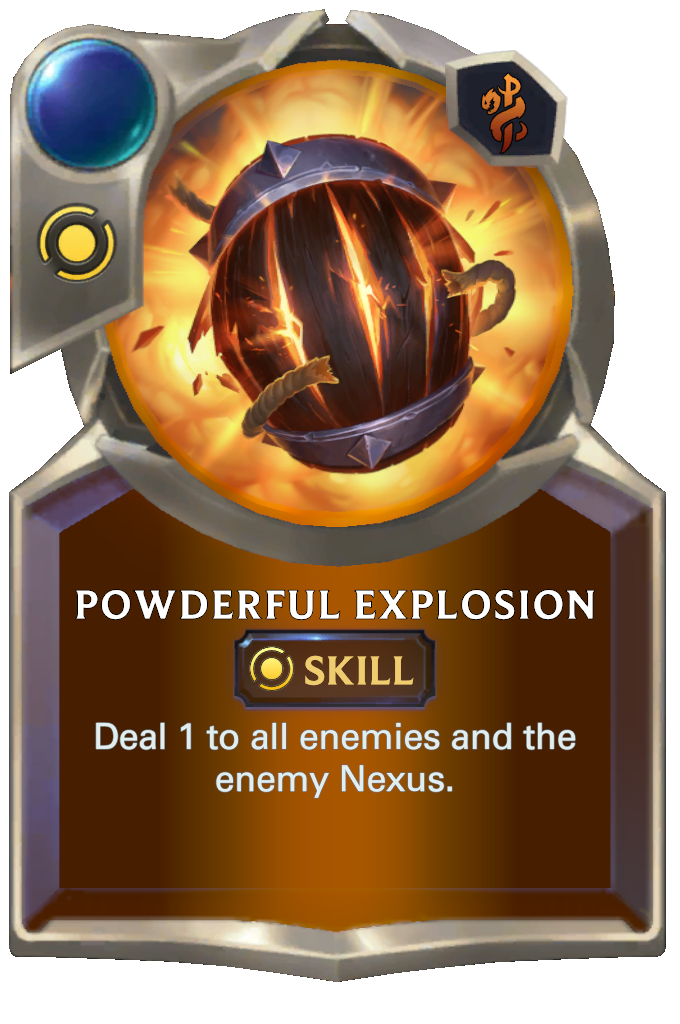 POWDERFUL EXPLOSION
SKILL
Deal 1 to all enemies and the
enemy Nexus.